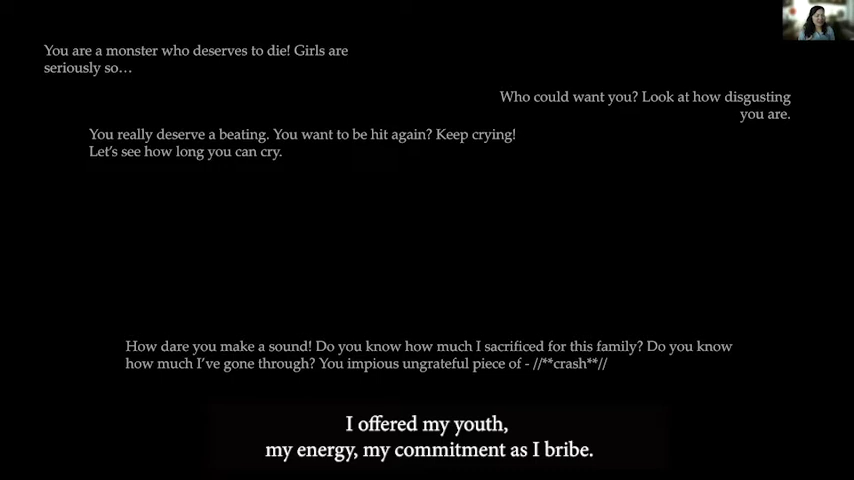 You are a monster who deserves to die! Girls are
seriously so…
Who could want you? Look at how disgusting
you are.
You really deserve a beating. You want to be hit again? Keep crying!
Let's see how long you can cry.
How dare you make a sound! Do you know how much I sacrificed for this family? Do you know
how much I've gone through? You impious ungrateful piece of - //**crash**//
I offered my youth,
my energy, my commitment as I bribe.